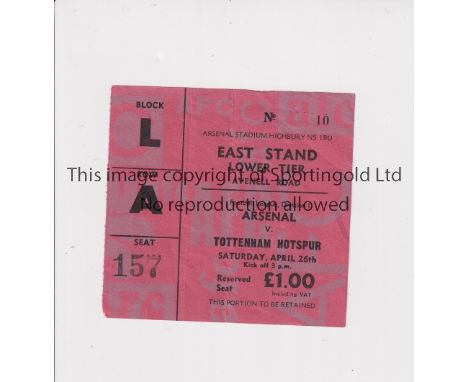 BLOCK
L
ROW
A
SEAT
157
No 10
ARSENAL STADIUM HIGHBURY N5 1BU
EAST STAND
LOWER TIER
AVENELL ROAD
ARSENAL
V.
TOTTENHAM HOTSPUR
SATURDAY, APRIL 26th
Kick off 3 p.m.
Reserved Seat £1.00
Including VAT
THIS PORTION TO BE RETAINED
This image copyright of Sportingold Ltd
No reproduction allowed